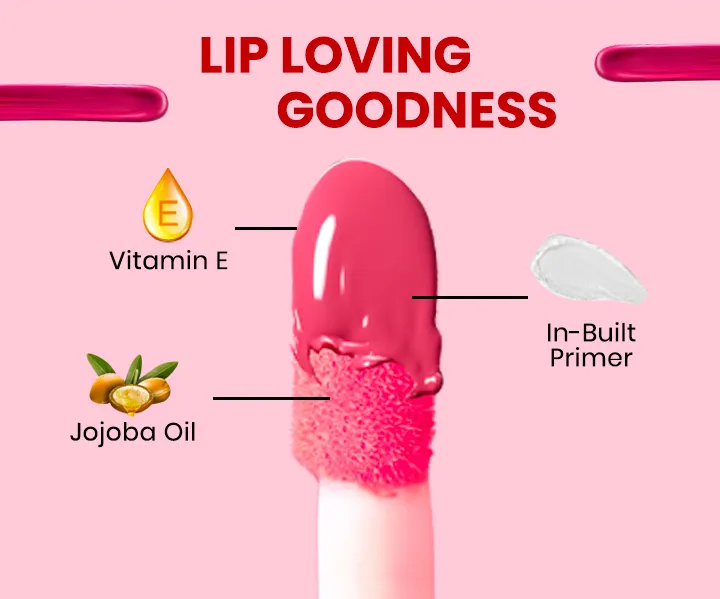 LIP LOVING
GOODNESS
E
Vitamin E
In-Built
Primer
Jojoba Oil